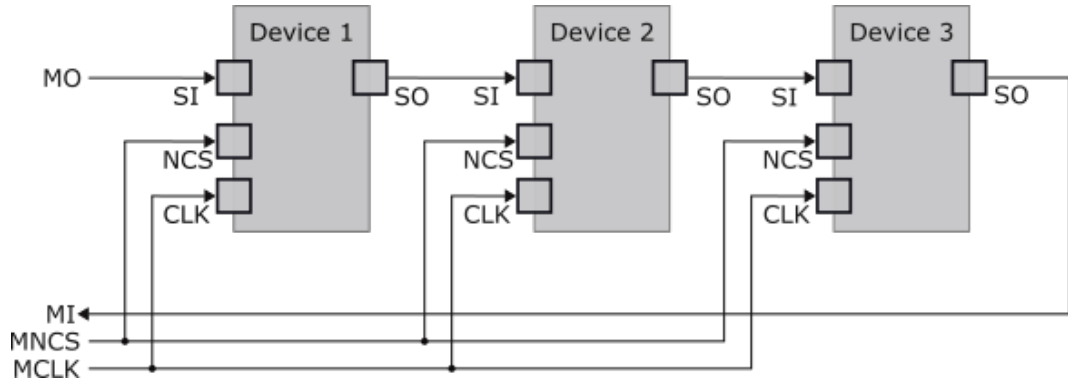 Device 1 Device 2 Device 3
MO
SI SO SI SO SI SO
NCS NCS NCS
CLK CLK CLK
MI
MNCS
MCLK